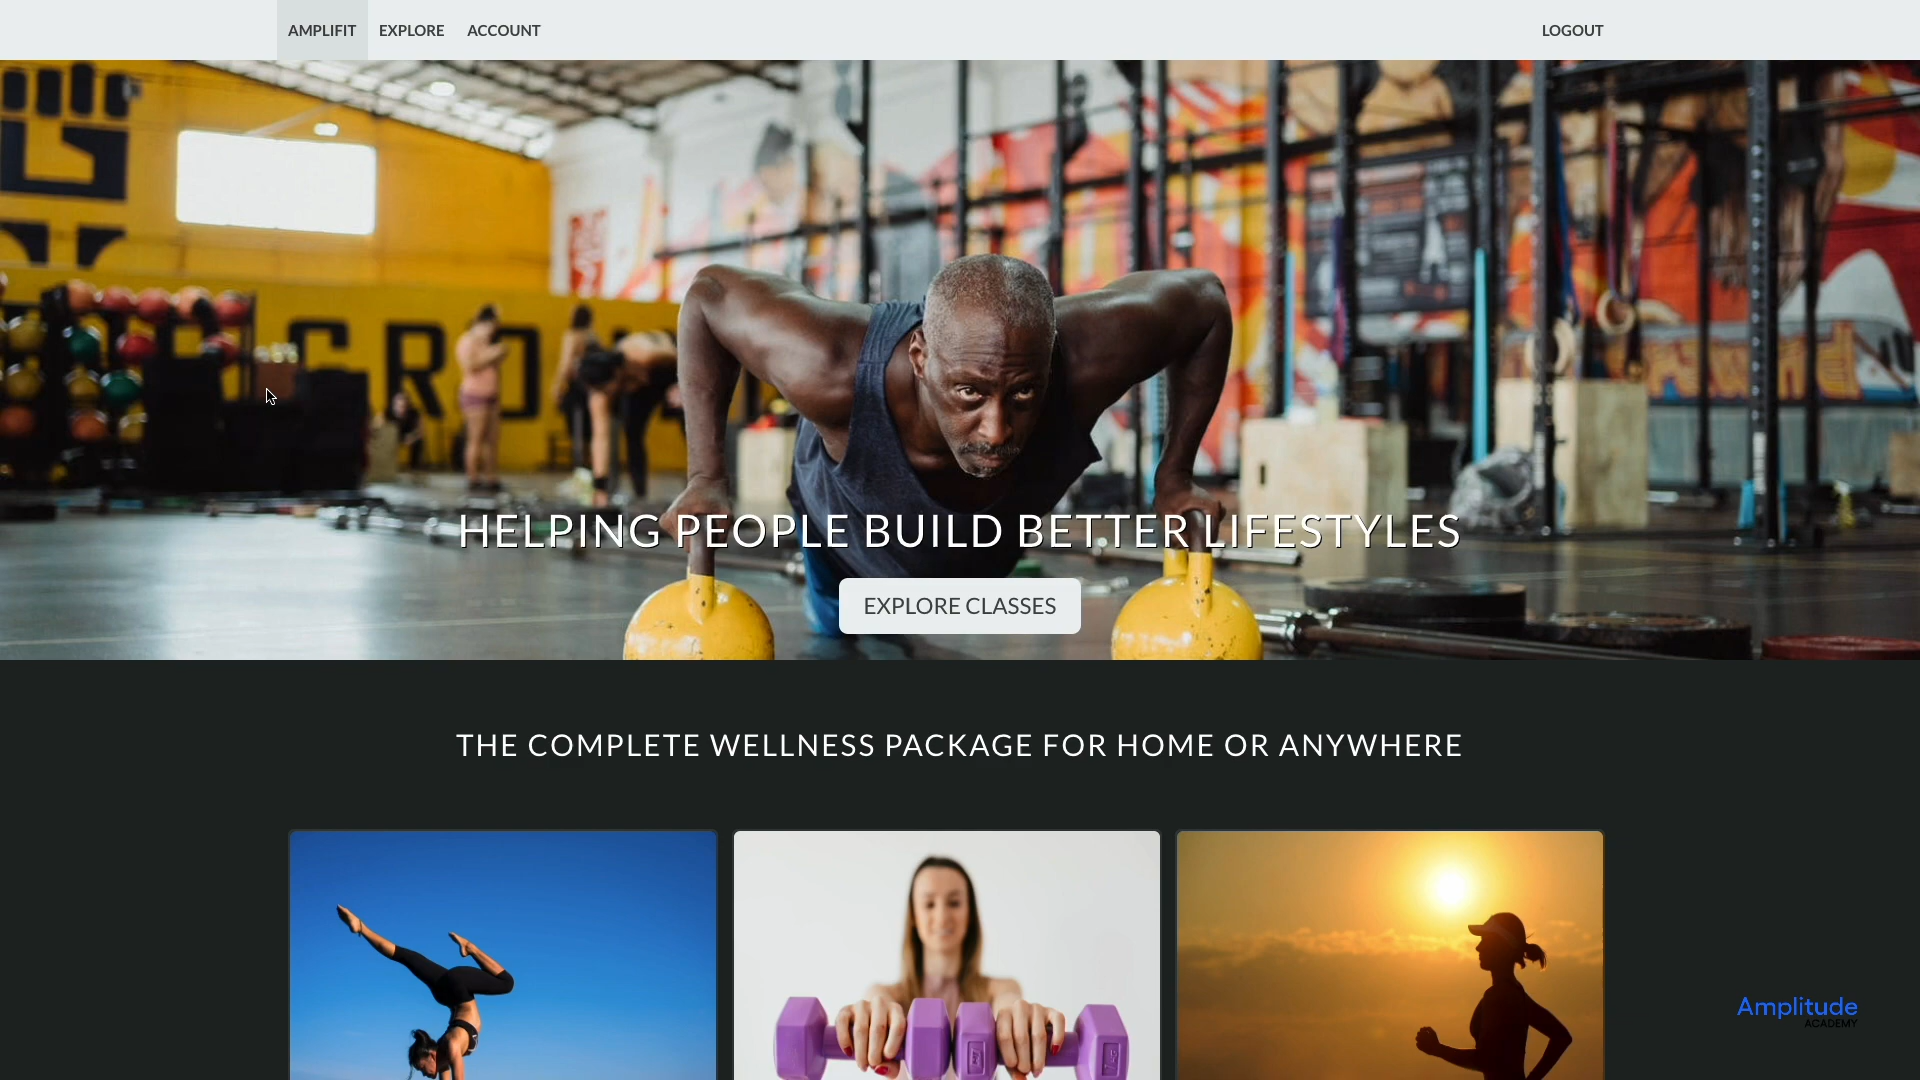 AMPLIFIT EXPLORE ACCOUNT LOGOUT
HELPING PEOPLE BUILD BETTER LIFESTYLES
EXPLORE CLASSES
THE COMPLETE WELLNESS PACKAGE FOR HOME OR ANYWHERE
Amplitude
ACADEMY